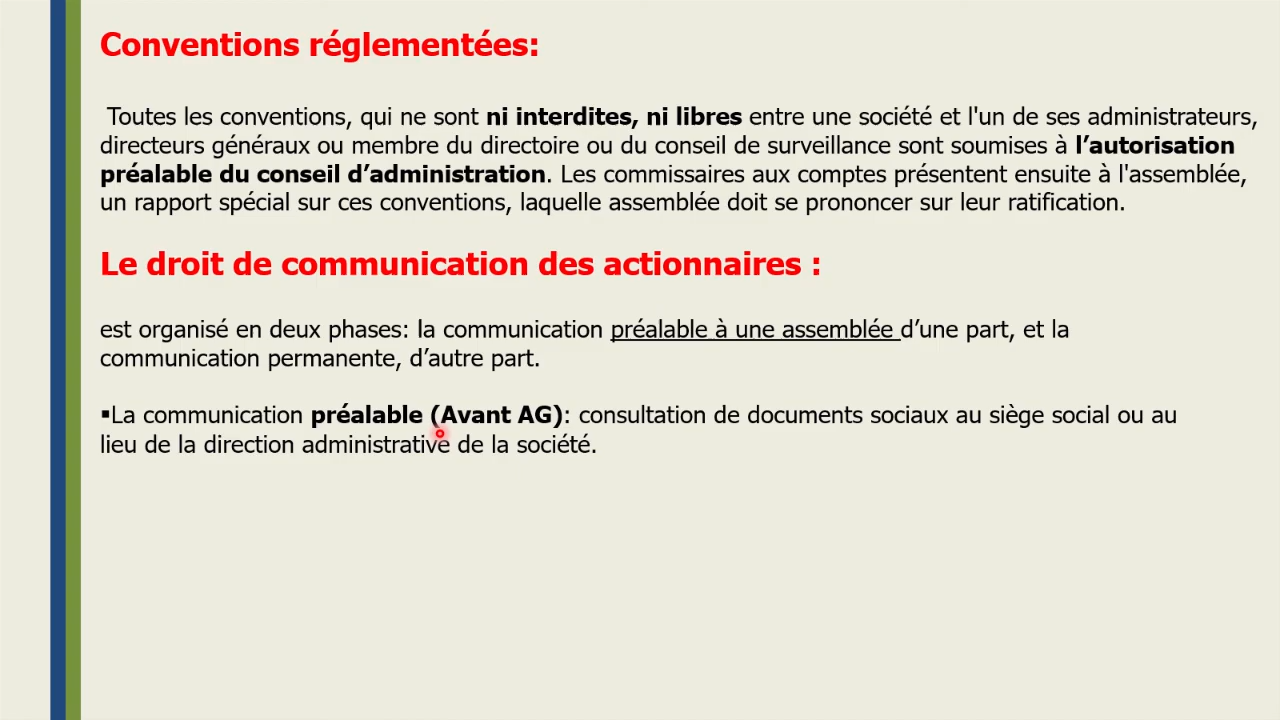 Conventions réglementées:
Toutes les conventions, qui ne sont ni interdites, ni libres entre une société et l'un de ses administrateurs,
directeurs généraux ou membre du directoire ou du conseil de surveillance sont soumises à l’autorisation
préalable du conseil d’administration. Les commissaires aux comptes présentent ensuite à l'assemblée,
un rapport spécial sur ces conventions, laquelle assemblée doit se prononcer sur leur ratification.
Le droit de communication des actionnaires :
est organisé en deux phases: la communication préalable à une assemblée d’une part, et la
communication permanente, d’autre part.
▪La communication préalable (Avant AG): consultation de documents sociaux au siège social ou au
lieu de la direction administrative de la société.